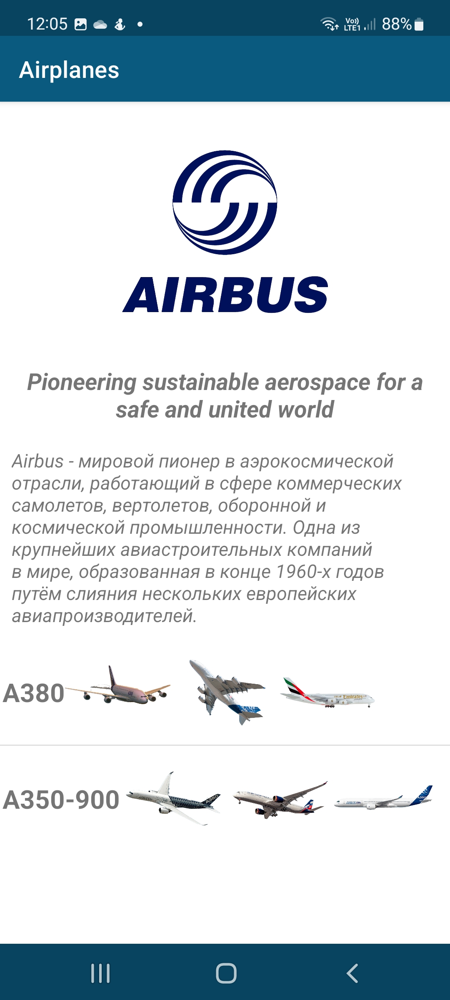 12:05 Vo)) LTE1 88%
Airplanes
AIRBUS
Pioneering sustainable aerospace for a
safe and united world
Airbus - мировой пионер в аэрокосмической
отрасли, работающий в сфере коммерческих
самолетов, вертолетов, оборонной и
космической промышленности. Одна из
крупнейших авиастроительных компаний
в мире, образованная в конце 1960-х годов
путём слияния нескольких европейских
авиапроизводителей.
A380
A380
Emirates
A350-900
A350
AIRBUS
A350